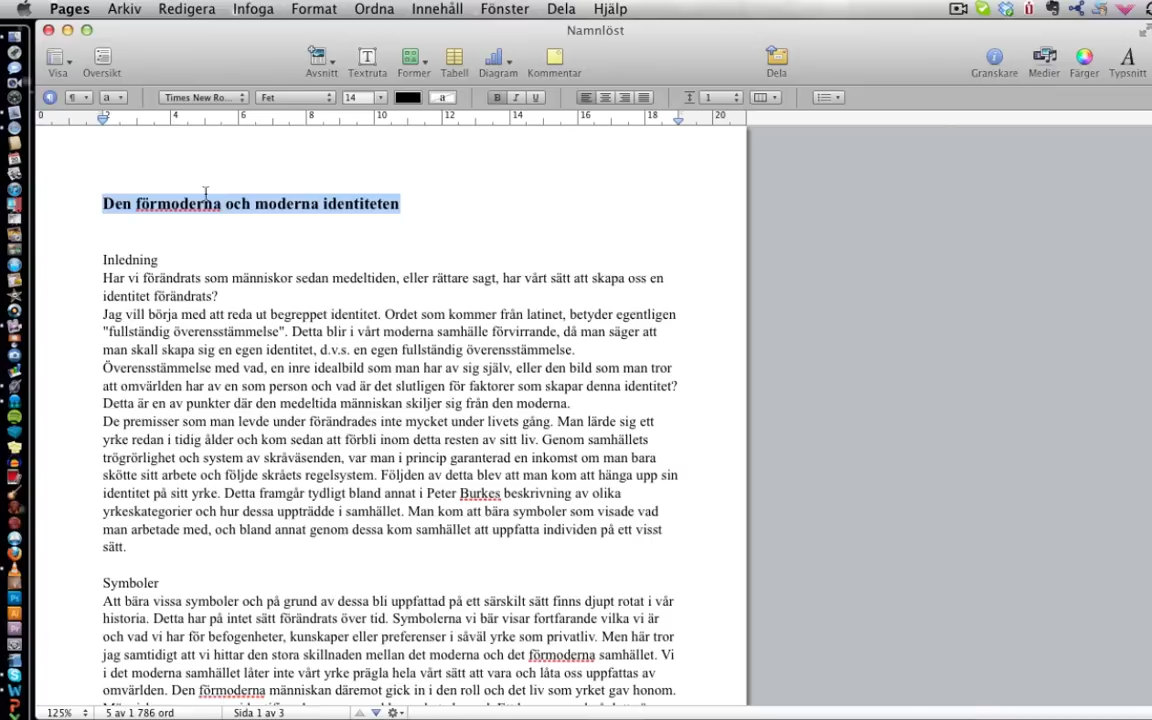 Pages Arkiv Redigera Infoga Format Ordna Innehåll Fönster Dela Hjälp
Namnlöst
Visa Översikt Avsnitt Textruta Former Tabell Diagram Kommentar Dela Granskare Medier Färger Typsnitt
¶ a Times New Ro... Fet 14 a B I U 1
0 2 4 6 8 10 12 14 16 18 20
Den förmoderna och moderna identiteten
Inledning
Har vi förändrats som människor sedan medeltiden, eller rättare sagt, har vårt sätt att skapa oss en
identitet förändrats?
Jag vill börja med att reda ut begreppet identitet. Ordet som kommer från latinet, betyder egentligen
"fullständig överensstämmelse". Detta blir i vårt moderna samhälle förvirrande, då man säger att
man skall skapa sig en egen identitet, d.v.s. en egen fullständig överensstämmelse.
Överensstämmelse med vad, en inre idealbild som man har av sig själv, eller den bild som man tror
att omvärlden har av en som person och vad är det slutligen för faktorer som skapar denna identitet?
Detta är en av punkter där den medeltida människan skiljer sig från den moderna.
De premisser som man levde under förändrades inte mycket under livets gång. Man lärde sig ett
yrke redan i tidig ålder och kom sedan att förbli inom detta resten av sitt liv. Genom samhällets
trögrörlighet och system av skråväsenden, var man i princip garanterad en inkomst om man bara
skötte sitt arbete och följde skråets regelsystem. Följden av detta blev att man kom att hänga upp sin
identitet på sitt yrke. Detta framgår tydligt bland annat i Peter Burkes beskrivning av olika
yrkeskategorier och hur dessa uppträdde i samhället. Man kom att bära symboler som visade vad
man arbetade med, och bland annat genom dessa kom samhället att uppfatta individen på ett visst
sätt.
Symboler
Att bära vissa symboler och på grund av dessa bli uppfattad på ett särskilt sätt finns djupt rotat i vår
historia. Detta har på intet sätt förändrats över tid. Symbolerna vi bär visar fortfarande vilka vi är
och vad vi har för befogenheter, kunskaper eller preferenser i såväl yrke som privatliv. Men här tror
jag samtidigt att vi hittar den stora skillnaden mellan det moderna och det förmoderna samhället. Vi
i det moderna samhället låter inte vårt yrke prägla hela vårt sätt att vara och låta oss uppfattas av
omvärlden. Den förmoderna människan däremot gick in i den roll och det liv som yrket gav honom.
125% 5 av 1 786 ord Sida 1 av 3